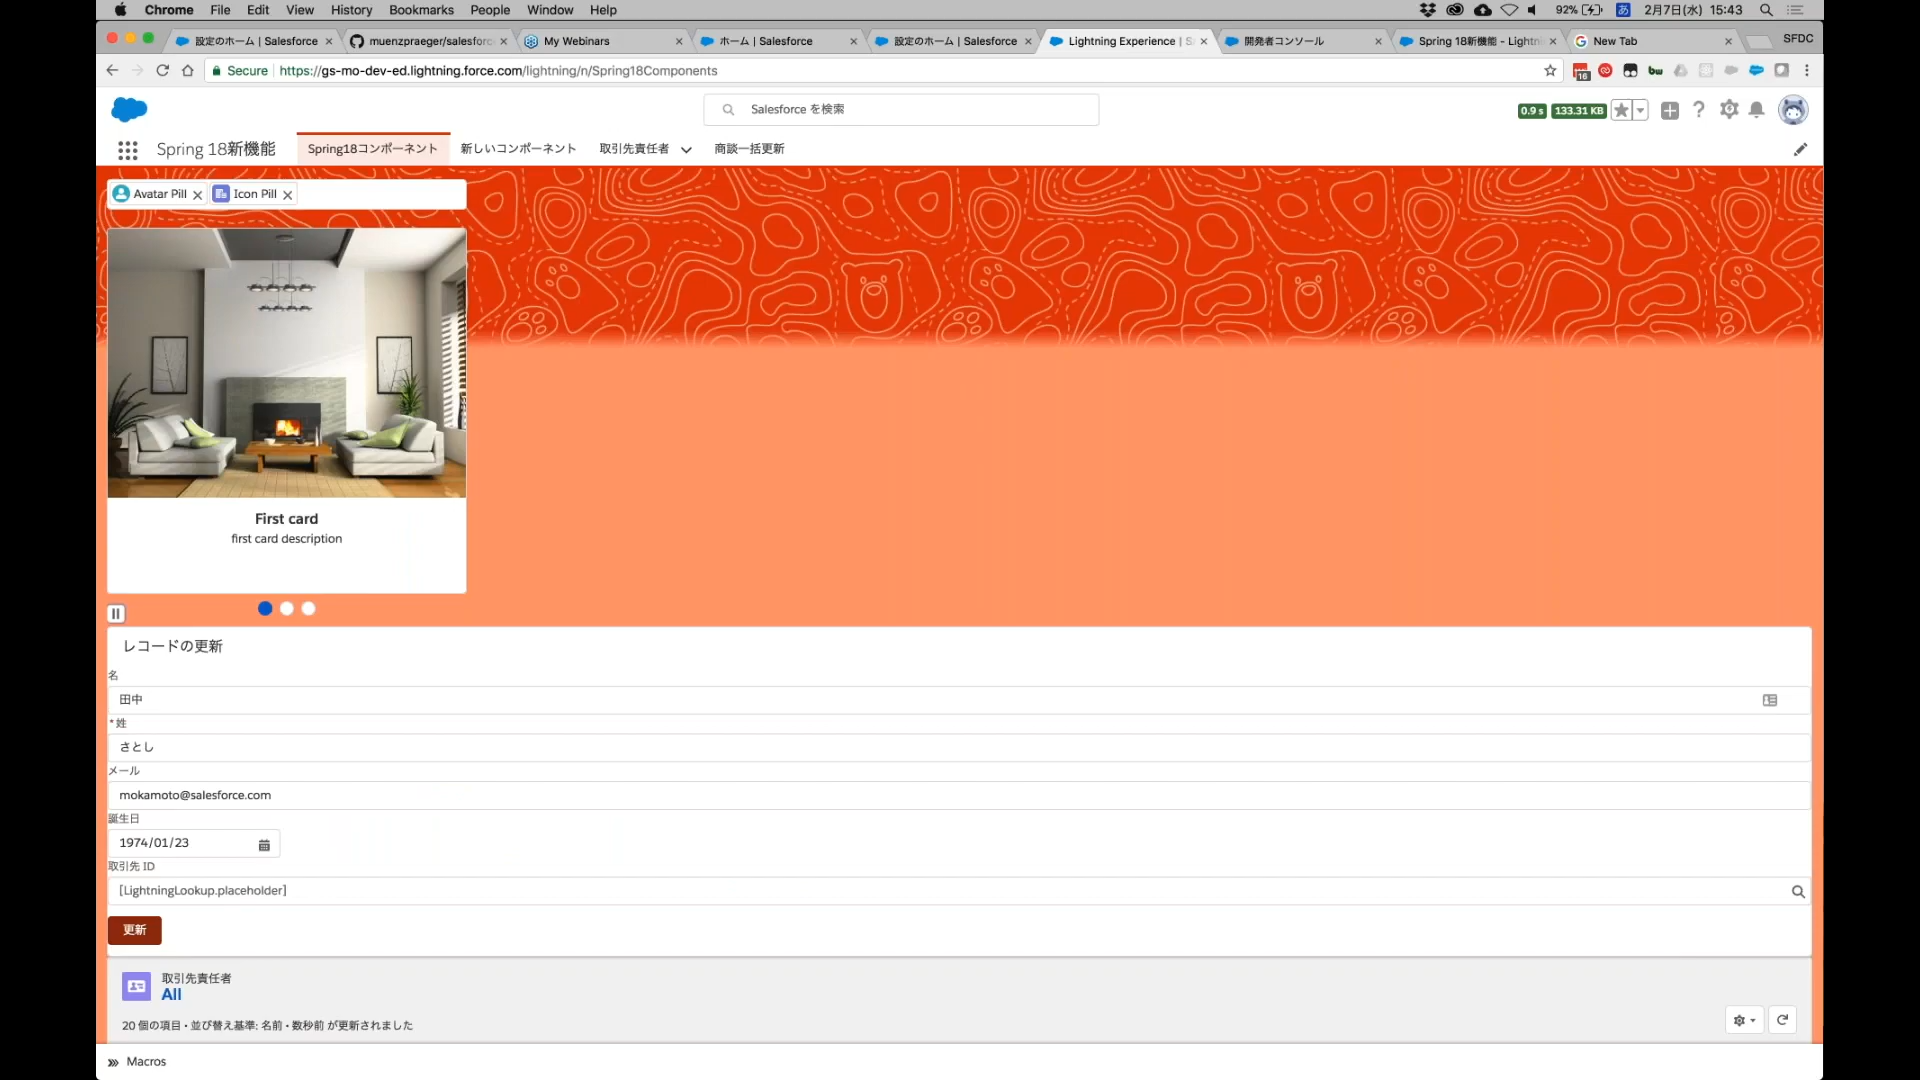 Chrome File Edit View History Bookmarks People Window Help 92% あ 2月7日(水) 15:43
設定のホーム | Salesforce muenzpraeger/salesforc My Webinars ホーム | Salesforce 設定のホーム | Salesforce Lightning Experience | S 開発者コンソール Spring 18新機能 - Lightni New Tab SFDC
Secure https://gs-mo-dev-ed.lightning.force.com/lightning/n/Spring18Components 16
Salesforce を検索 0.9 s 133.31 KB
Spring 18新機能 Spring18コンポーネント 新しいコンポーネント 取引先責任者 商談一括更新
Avatar Pill Icon Pill
First card
first card description
レコードの更新
名
田中
* 姓
さとし
メール
mokamoto@salesforce.com
誕生日
1974/01/23
取引先 ID
[LightningLookup.placeholder]
更新
取引先責任者
All
20 個の項目 • 並び替え基準: 名前 • 数秒前 が更新されました
Macros